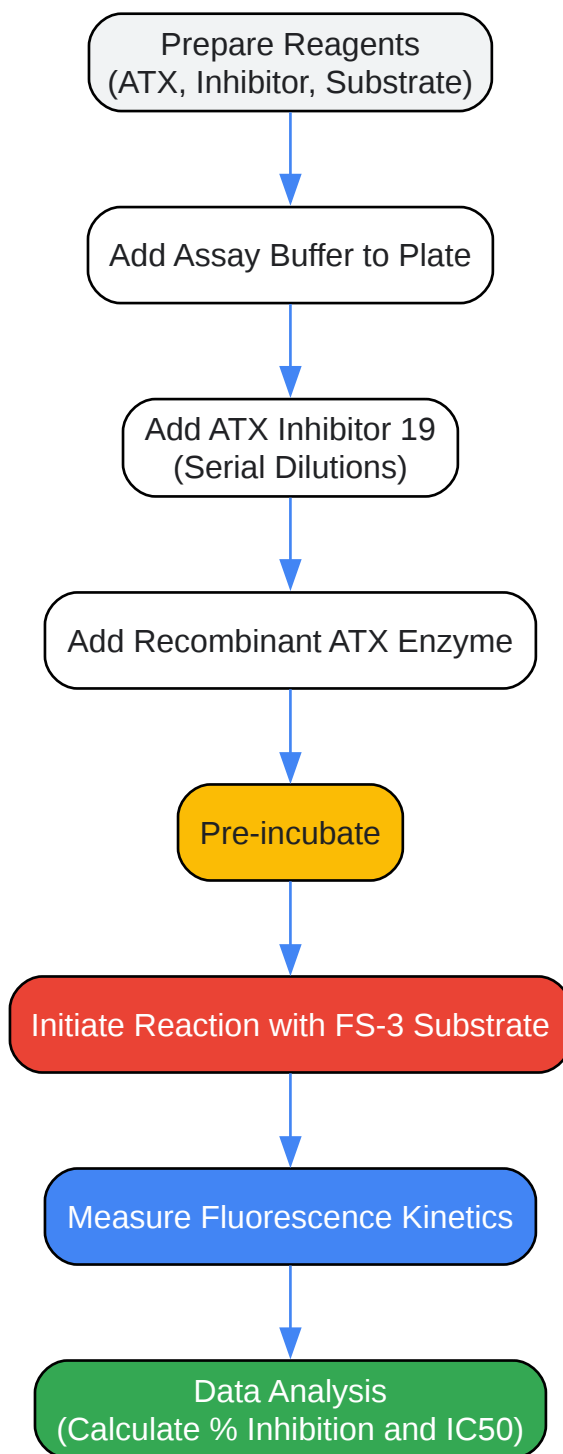 Prepare Reagents
(ATX, Inhibitor, Substrate)
Add Assay Buffer to Plate
Add ATX Inhibitor 19
(Serial Dilutions)
Add Recombinant ATX Enzyme
Pre-incubate
Initiate Reaction with FS-3 Substrate
Measure Fluorescence Kinetics
Data Analysis
(Calculate % Inhibition and IC50)